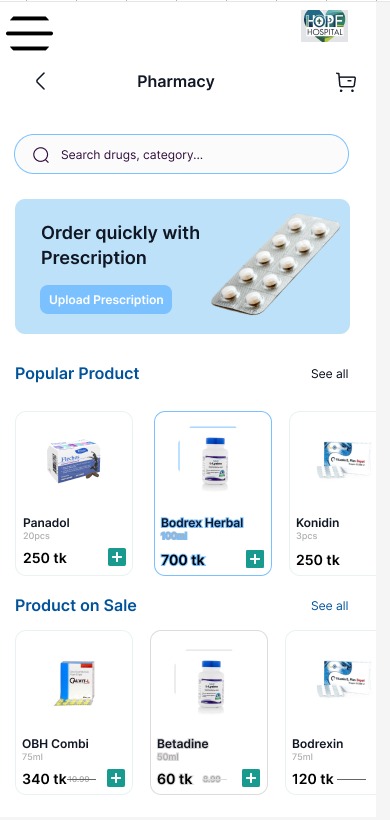 HOPE
HOSPITAL
Pharmacy
Search drugs, category...
Order quickly with
Prescription
Upload Prescription
Popular Product
See all
Panadol
20pcs
250 tk
Bodrex Herbal
100ml
700 tk
Konidin
3pcs
250 tk
Product on Sale
See all
OBH Combi
75ml
340 tk 10.99
Betadine
50ml
60 tk 8.99
Bodrexin
75ml
120 tk